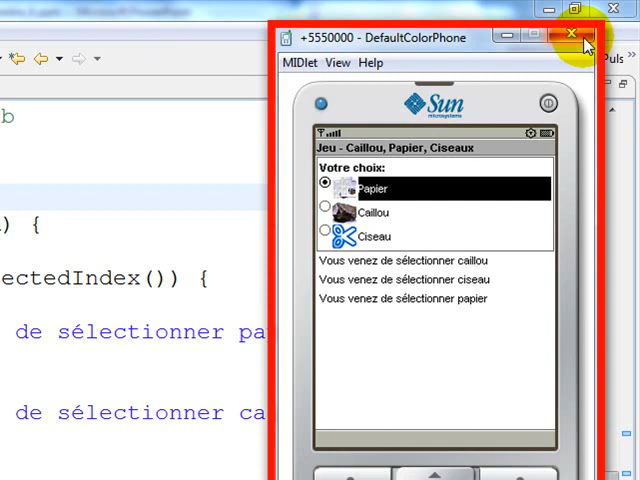 +5550000 - DefaultColorPhone
Puls
MIDlet View Help
b
Sun
microsystems
Jeu - Caillou, Papier, Ciseaux
Votre choix:
Papier
Caillou
) {
Ciseau
Vous venez de sélectionner caillou
ectedIndex()) {
Vous venez de sélectionner ciseau
Vous venez de sélectionner papier
de sélectionner pa
de sélectionner ca